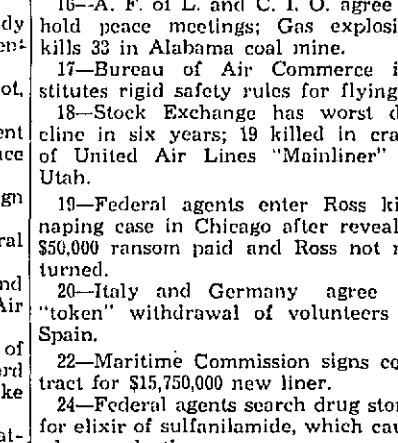 16—A. F. of L. and C. I. O. agree
hold peace meetings; Gas explosi
kills 33 in Alabama coal mine.
17—Bureau of Air Commerce i
stitutes rigid safety rules for flying
18—Stock Exchange has worst d
cline in six years; 19 killed in cra
of United Air Lines "Mainliner"
Utah.
19—Federal agents enter Ross ki
naping case in Chicago after reveal
$50,000 ransom paid and Ross not r
turned.
20—Italy and Germany agree
"token" withdrawal of volunteers
Spain.
22—Maritime Commission signs co
tract for $15,750,000 new liner.
24—Federal agents search drug stor
for elixir of sulfanilamide, which cau